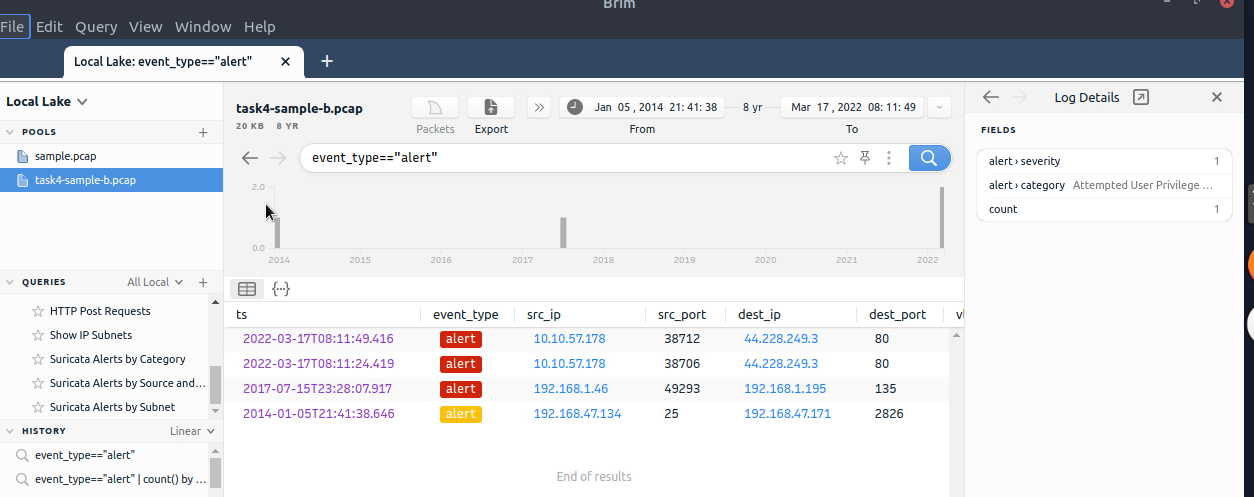 Brim
File Edit Query View Window Help
Local Lake: event_type=="alert"
Local Lake
POOLS
sample.pcap
task4-sample-b.pcap
QUERIES All Local
HTTP Post Requests
Show IP Subnets
Suricata Alerts by Category
Suricata Alerts by Source and...
Suricata Alerts by Subnet
HISTORY Linear
event_type=="alert"
event_type=="alert" | count() by ...
task4-sample-b.pcap
20 KB 8 YR
Packets
Export
Jan 05 , 2014 21 : 41 : 38
From
8 yr
Mar 17 , 2022 08 : 11 : 49
To
event_type=="alert"
2.0
0.0
2014 2015 2016 2017 2018 2019 2020 2021 2022
ts event_type src_ip src_port dest_ip dest_port
2022-03-17T08:11:49.416 alert 10.10.57.178 38712 44.228.249.3 80
2022-03-17T08:11:24.419 alert 10.10.57.178 38706 44.228.249.3 80
2017-07-15T23:28:07.917 alert 192.168.1.46 49293 192.168.1.195 135
2014-01-05T21:41:38.646 alert 192.168.47.134 25 192.168.47.171 2826
End of results
Log Details
FIELDS
alert › severity 1
alert › category Attempted User Privilege ...
count 1